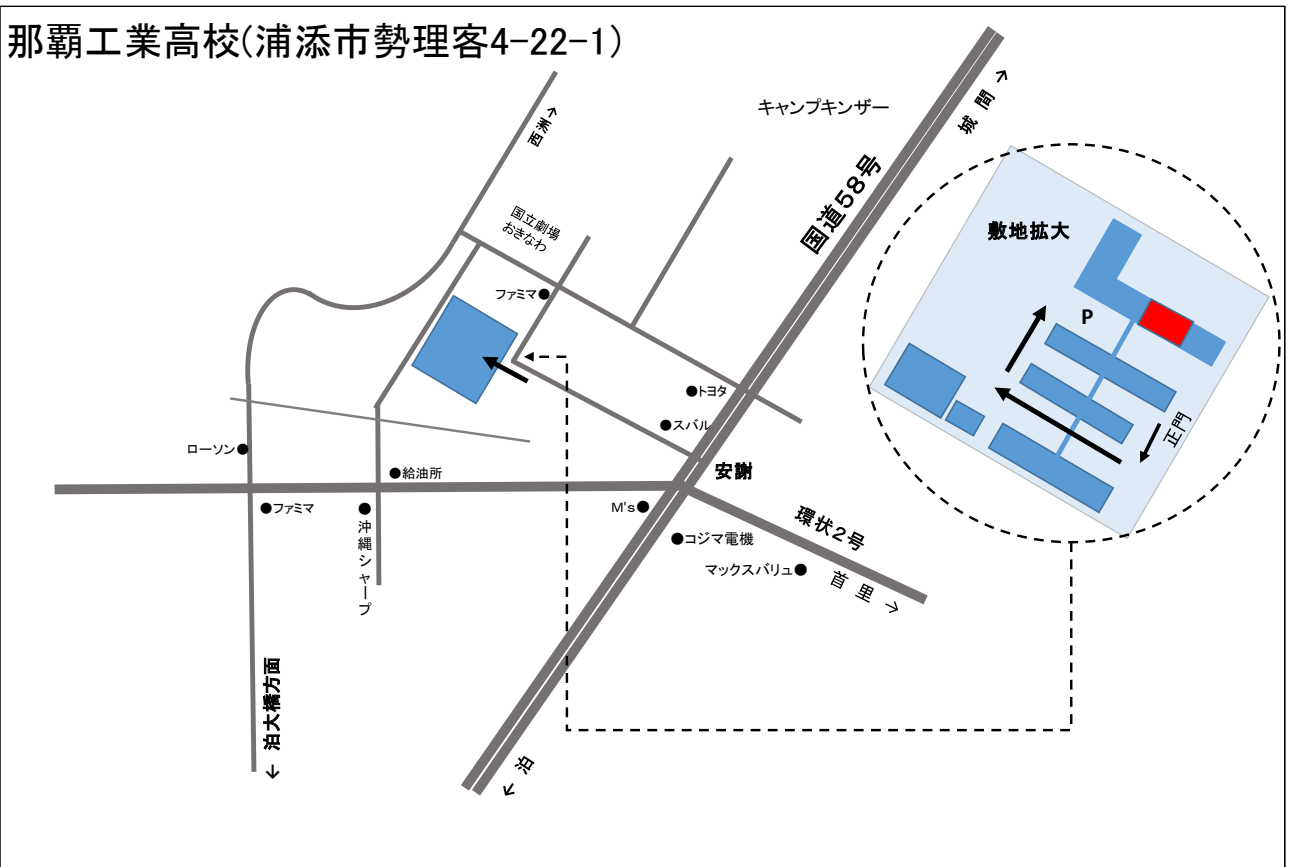 那覇工業高校(浦添市勢理客4-22-1)
キャンプキンザー
城間→
西洲→
国道58号
国立劇場
おきなわ
敷地拡大
ファミマ●
P
●トヨタ
●スバル
正門
ローソン●
●給油所
安謝
●ファミマ
●
沖縄シャープ
M's●
環状2号
●コジマ電機
マックスバリュ●
首里→
←泊大橋方面
←泊